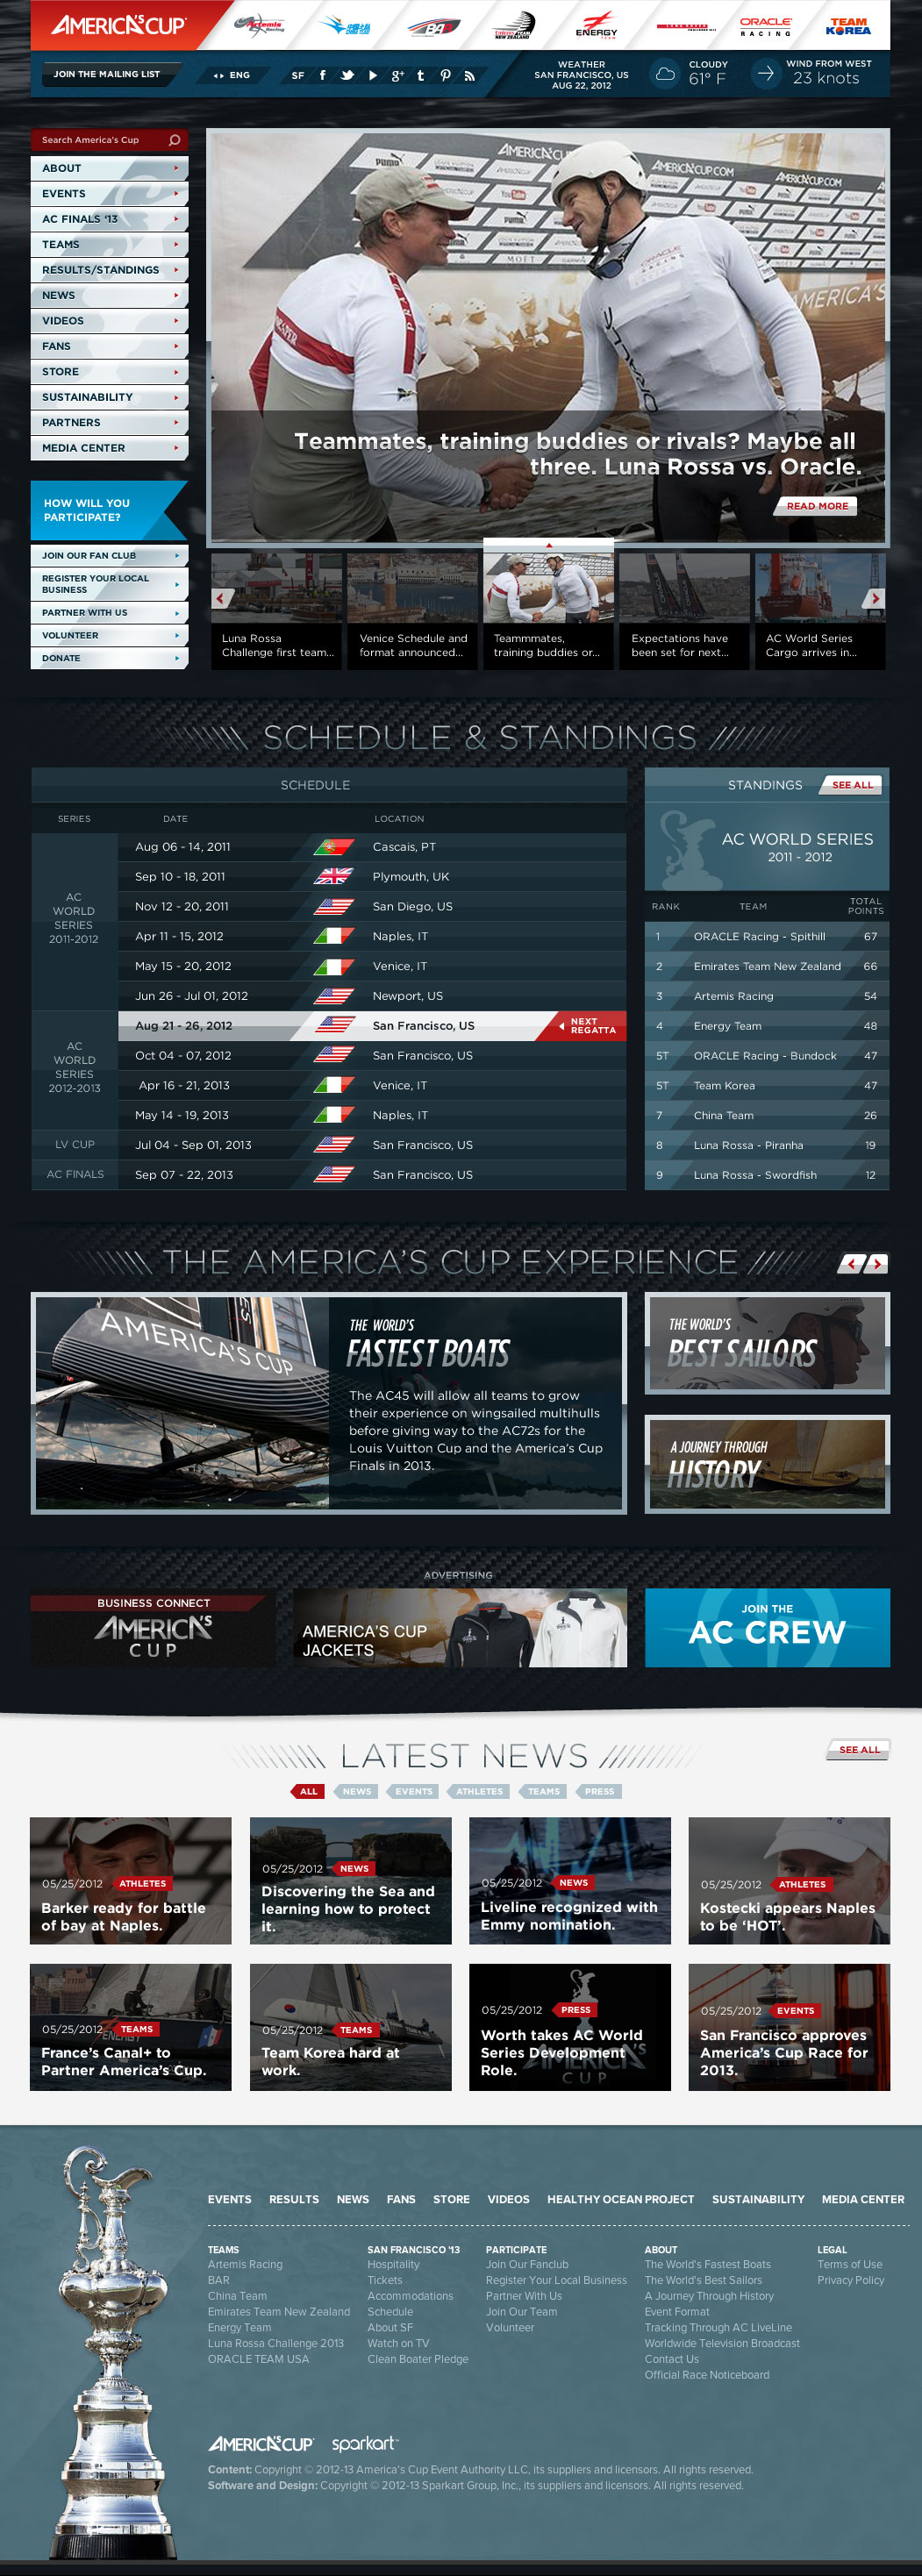 AMERICA'S CUP
Artemis Racing
BAR
Emirates TEAM NEW ZEALAND
ENERGY TEAM
ORACLE RACING
TEAM KOREA
JOIN THE MAILING LIST
ENG
SF
WEATHER
SAN FRANCISCO, US
AUG 22, 2012
CLOUDY
61° F
WIND FROM WEST
23 knots
Search America's Cup
ABOUT
EVENTS
AC FINALS '13
TEAMS
RESULTS/STANDINGS
NEWS
VIDEOS
FANS
STORE
SUSTAINABILITY
PARTNERS
MEDIA CENTER
HOW WILL YOU
PARTICIPATE?
JOIN OUR FAN CLUB
REGISTER YOUR LOCAL
BUSINESS
PARTNER WITH US
VOLUNTEER
DONATE
Teammates, training buddies or rivals? Maybe all
three. Luna Rossa vs. Oracle.
READ MORE
Luna Rossa
Challenge first team...
Venice Schedule and
format announced...
Teammmates,
training buddies or...
Expectations have
been set for next...
AC World Series
Cargo arrives in...
SCHEDULE & STANDINGS
SCHEDULE
SERIES DATE LOCATION
AC
WORLD
SERIES
2011-2012
Aug 06 - 14, 2011 Cascais, PT
Sep 10 - 18, 2011 Plymouth, UK
Nov 12 - 20, 2011 San Diego, US
Apr 11 - 15, 2012 Naples, IT
May 15 - 20, 2012 Venice, IT
Jun 26 - Jul 01, 2012 Newport, US
AC
WORLD
SERIES
2012-2013
Aug 21 - 26, 2012 San Francisco, US NEXT REGATTA
Oct 04 - 07, 2012 San Francisco, US
Apr 16 - 21, 2013 Venice, IT
May 14 - 19, 2013 Naples, IT
LV CUP Jul 04 - Sep 01, 2013 San Francisco, US
AC FINALS Sep 07 - 22, 2013 San Francisco, US
STANDINGS
SEE ALL
AC WORLD SERIES
2011 - 2012
RANK TEAM TOTAL POINTS
1 ORACLE Racing - Spithill 67
2 Emirates Team New Zealand 66
3 Artemis Racing 54
4 Energy Team 48
5T ORACLE Racing - Bundock 47
5T Team Korea 47
7 China Team 26
8 Luna Rossa - Piranha 19
9 Luna Rossa - Swordfish 12
THE AMERICA'S CUP EXPERIENCE
AMERICA'S CUP
THE WORLD'S
FASTEST BOATS
The AC45 will allow all teams to grow
their experience on wingsailed multihulls
before giving way to the AC72s for the
Louis Vuitton Cup and the America's Cup
Finals in 2013.
THE WORLD'S
BEST SAILORS
A JOURNEY THROUGH
HISTORY
ADVERTISING
BUSINESS CONNECT
AMERICA'S
CUP
AMERICA'S CUP
JACKETS
JOIN THE
AC CREW
LATEST NEWS
SEE ALL
ALL NEWS EVENTS ATHLETES TEAMS PRESS
05/25/2012 ATHLETES
Barker ready for battle
of bay at Naples.
05/25/2012 NEWS
Discovering the Sea and
learning how to protect
it.
05/25/2012 NEWS
Liveline recognized with
Emmy nomination.
05/25/2012 ATHLETES
Kostecki appears Naples
to be ‘HOT’.
05/25/2012 TEAMS
France's Canal+ to
Partner America's Cup.
05/25/2012 TEAMS
Team Korea hard at
work.
05/25/2012 PRESS
Worth takes AC World
Series Development
Role.
05/25/2012 EVENTS
San Francisco approves
America's Cup Race for
2013.
EVENTS RESULTS NEWS FANS STORE VIDEOS HEALTHY OCEAN PROJECT SUSTAINABILITY MEDIA CENTER
TEAMS
Artemis Racing
BAR
China Team
Emirates Team New Zealand
Energy Team
Luna Rossa Challenge 2013
ORACLE TEAM USA
SAN FRANCISCO '13
Hospitality
Tickets
Accommodations
Schedule
About SF
Watch on TV
Clean Boater Pledge
PARTICIPATE
Join Our Fanclub
Register Your Local Business
Partner With Us
Join Our Team
Volunteer
ABOUT
The World's Fastest Boats
The World's Best Sailors
A Journey Through History
Event Format
Tracking Through AC LiveLine
Worldwide Television Broadcast
Contact Us
Official Race Noticeboard
LEGAL
Terms of Use
Privacy Policy
AMERICA'S CUP sparkart
Content: Copyright © 2012-13 America's Cup Event Authority LLC, its suppliers and licensors. All rights reserved.
Software and Design: Copyright © 2012-13 Sparkart Group, Inc., its suppliers and licensors. All rights reserved.